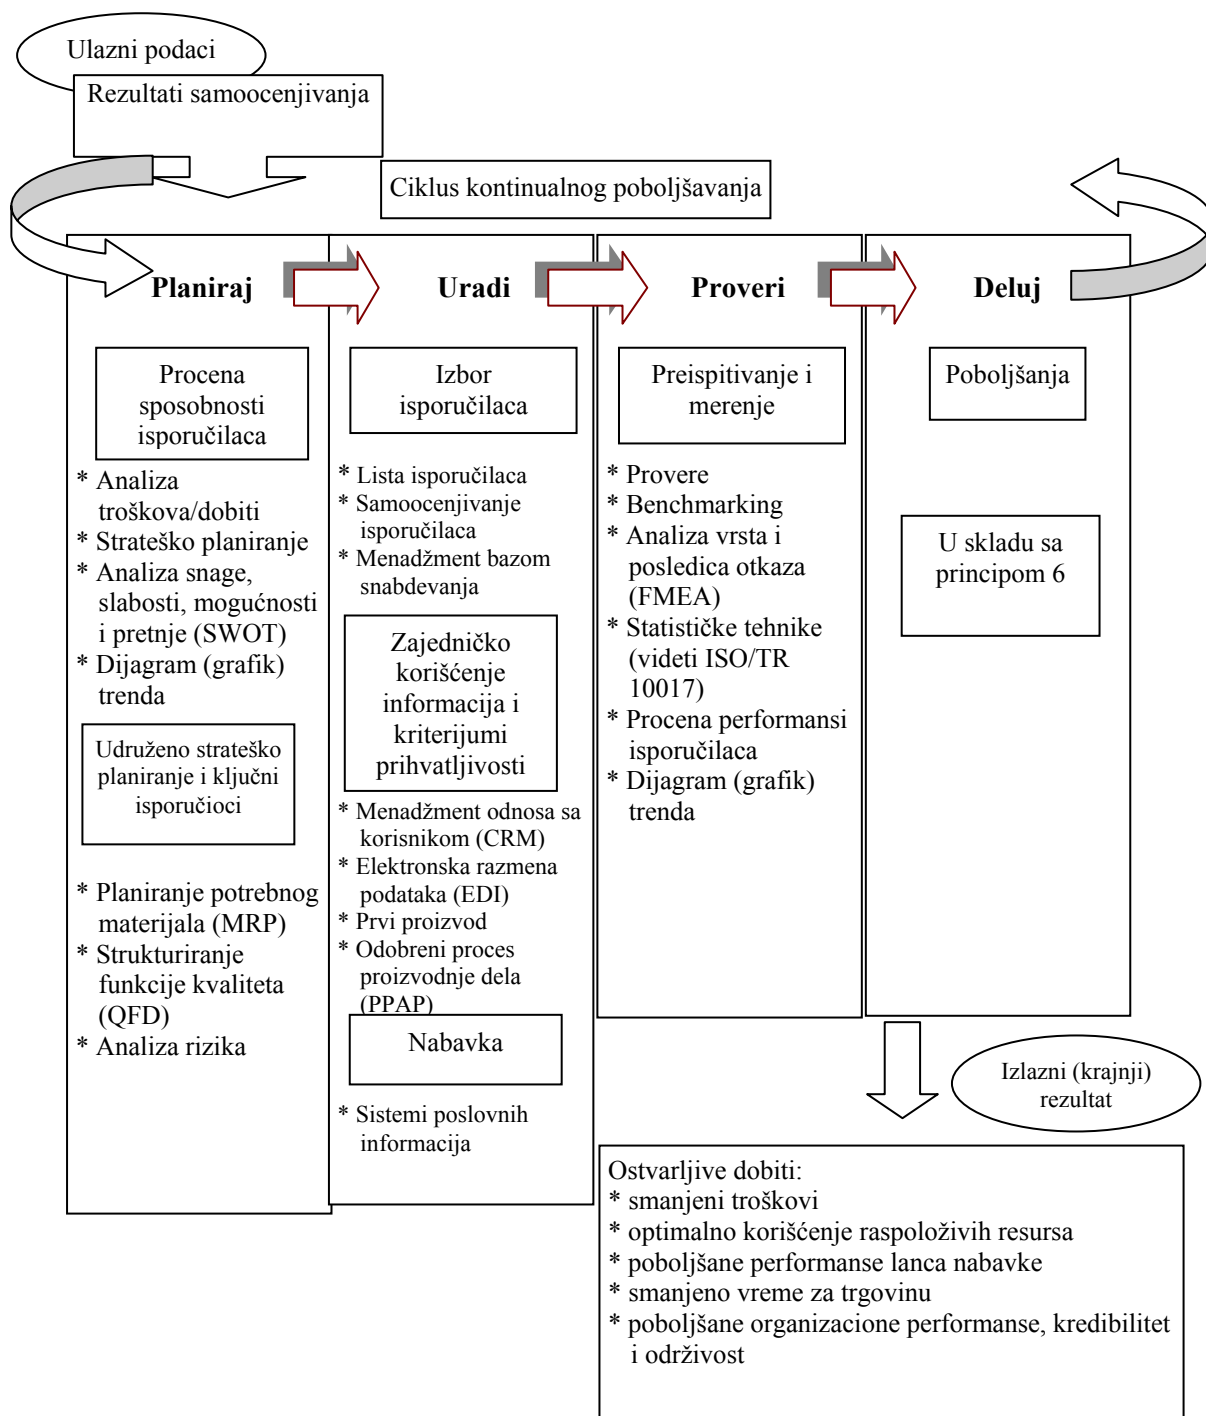 Ulazni podaci
Rezultati samoocenjivanja
Ciklus kontinualnog poboljšavanja
Planiraj
Procena
sposobnosti
isporučilaca
* Analiza
troškova/dobiti
* Strateško planiranje
* Analiza snage,
slabosti, mogućnosti
i pretnje (SWOT)
* Dijagram (grafik)
trenda
Udruženo strateško
planiranje i ključni
isporučioci
* Planiranje potrebnog
materijala (MRP)
* Strukturiranje
funkcije kvaliteta
(QFD)
* Analiza rizika
Uradi
Izbor
isporučilaca
* Lista isporučilaca
* Samoocenjivanje
isporučilaca
* Menadžment bazom
snabdevanja
Zajedničko
korišćenje
informacija i
kriterijumi
prihvatljivosti
* Menadžment odnosa sa
korisnikom (CRM)
* Elektronska razmena
podataka (EDI)
* Prvi proizvod
* Odobreni proces
proizvodnje dela
(PPAP)
Nabavka
* Sistemi poslovnih
informacija
Proveri
Preispitivanje i
merenje
* Provere
* Benchmarking
* Analiza vrsta i
posledica otkaza
(FMEA)
* Statističke tehnike
(videti ISO/TR
10017)
* Procena performansi
isporučilaca
* Dijagram (grafik)
trenda
Deluj
Poboljšanja
U skladu sa
principom 6
Izlazni (krajnji)
rezultat
Ostvarljive dobiti:
* smanjeni troškovi
* optimalno korišćenje raspoloživih resursa
* poboljšane performanse lanca nabavke
* smanjeno vreme za trgovinu
* poboljšane organizacione performanse, kredibilitet
i održivost